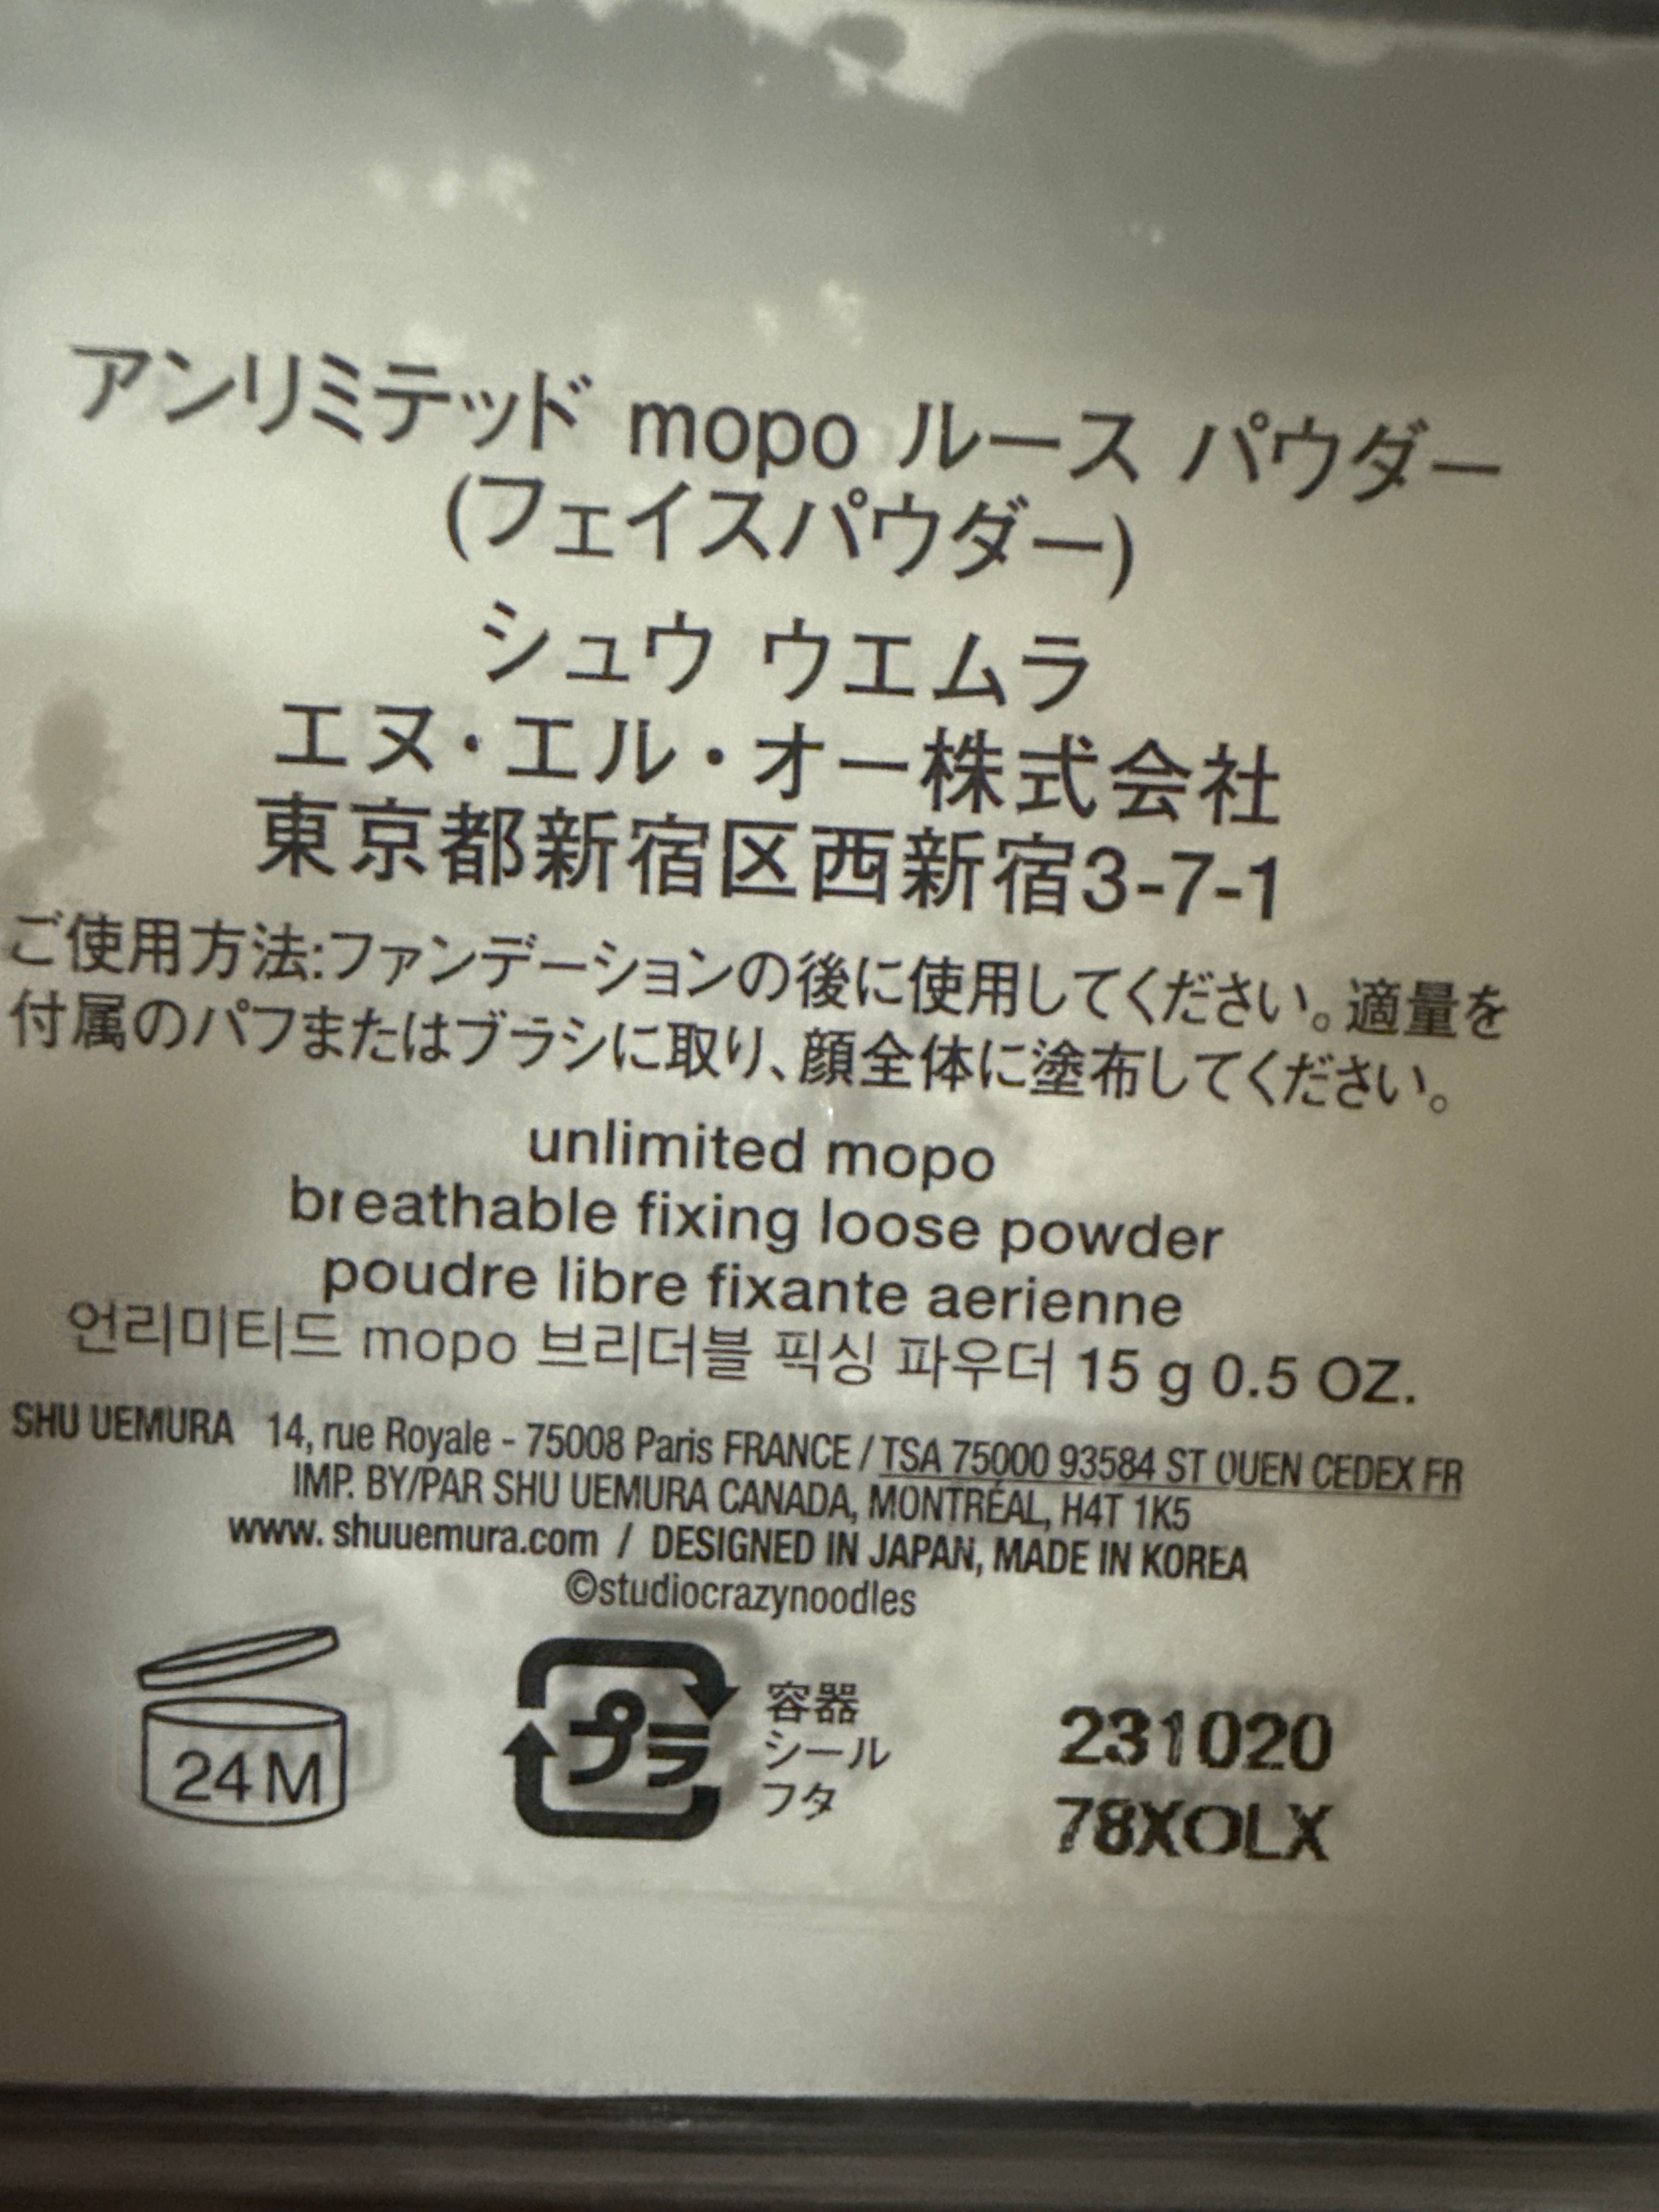 アンリミテッド mopo ルース パウダー
(フェイスパウダー)
シュウ ウエムラ
エヌ・エル・オー株式会社
東京都新宿区西新宿3-7-1
ご使用方法:ファンデーションの後に使用してください。適量を
付属のパフまたはブラシに取り、顔全体に塗布してください。
unlimited mopo
breathable fixing loose powder
poudre libre fixante aerienne
언리미티드 mopo 브리더블 픽싱 파우더 15 g 0.5 OZ.
SHU UEMURA 14, rue Royale - 75008 Paris FRANCE / TSA 75000 93584 ST OUEN CEDEX FR
IMP. BY/PAR SHU UEMURA CANADA, MONTRÉAL, H4T 1K5
www. shuuemura.com / DESIGNED IN JAPAN, MADE IN KOREA
©studiocrazynoodles
24 M
プラ
容器
シール
フタ
231020
78XOLX